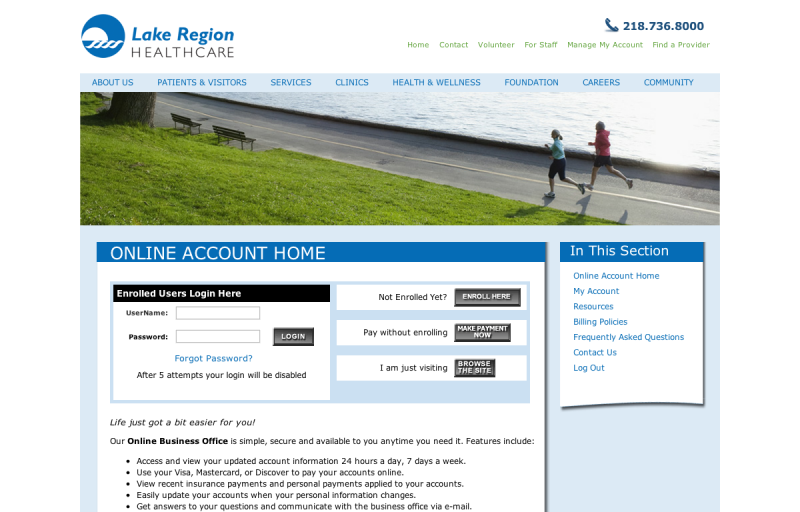 Lake Region
HEALTHCARE
218.736.8000
Home Contact Volunteer For Staff Manage My Account Find a Provider
ABOUT US PATIENTS & VISITORS SERVICES CLINICS HEALTH & WELLNESS FOUNDATION CAREERS COMMUNITY
ONLINE ACCOUNT HOME
Enrolled Users Login Here
UserName:
Password:
LOGIN
Forgot Password?
After 5 attempts your login will be disabled
Not Enrolled Yet?
ENROLL HERE
Pay without enrolling
MAKE PAYMENT
NOW
I am just visiting
BROWSE
THE SITE
Life just got a bit easier for you!
Our Online Business Office is simple, secure and available to you anytime you need it. Features include:
• Access and view your updated account information 24 hours a day, 7 days a week.
• Use your Visa, Mastercard, or Discover to pay your accounts online.
• View recent insurance payments and personal payments applied to your accounts.
• Easily update your accounts when your personal information changes.
• Get answers to your questions and communicate with the business office via e-mail.
In This Section
Online Account Home
My Account
Resources
Billing Policies
Frequently Asked Questions
Contact Us
Log Out